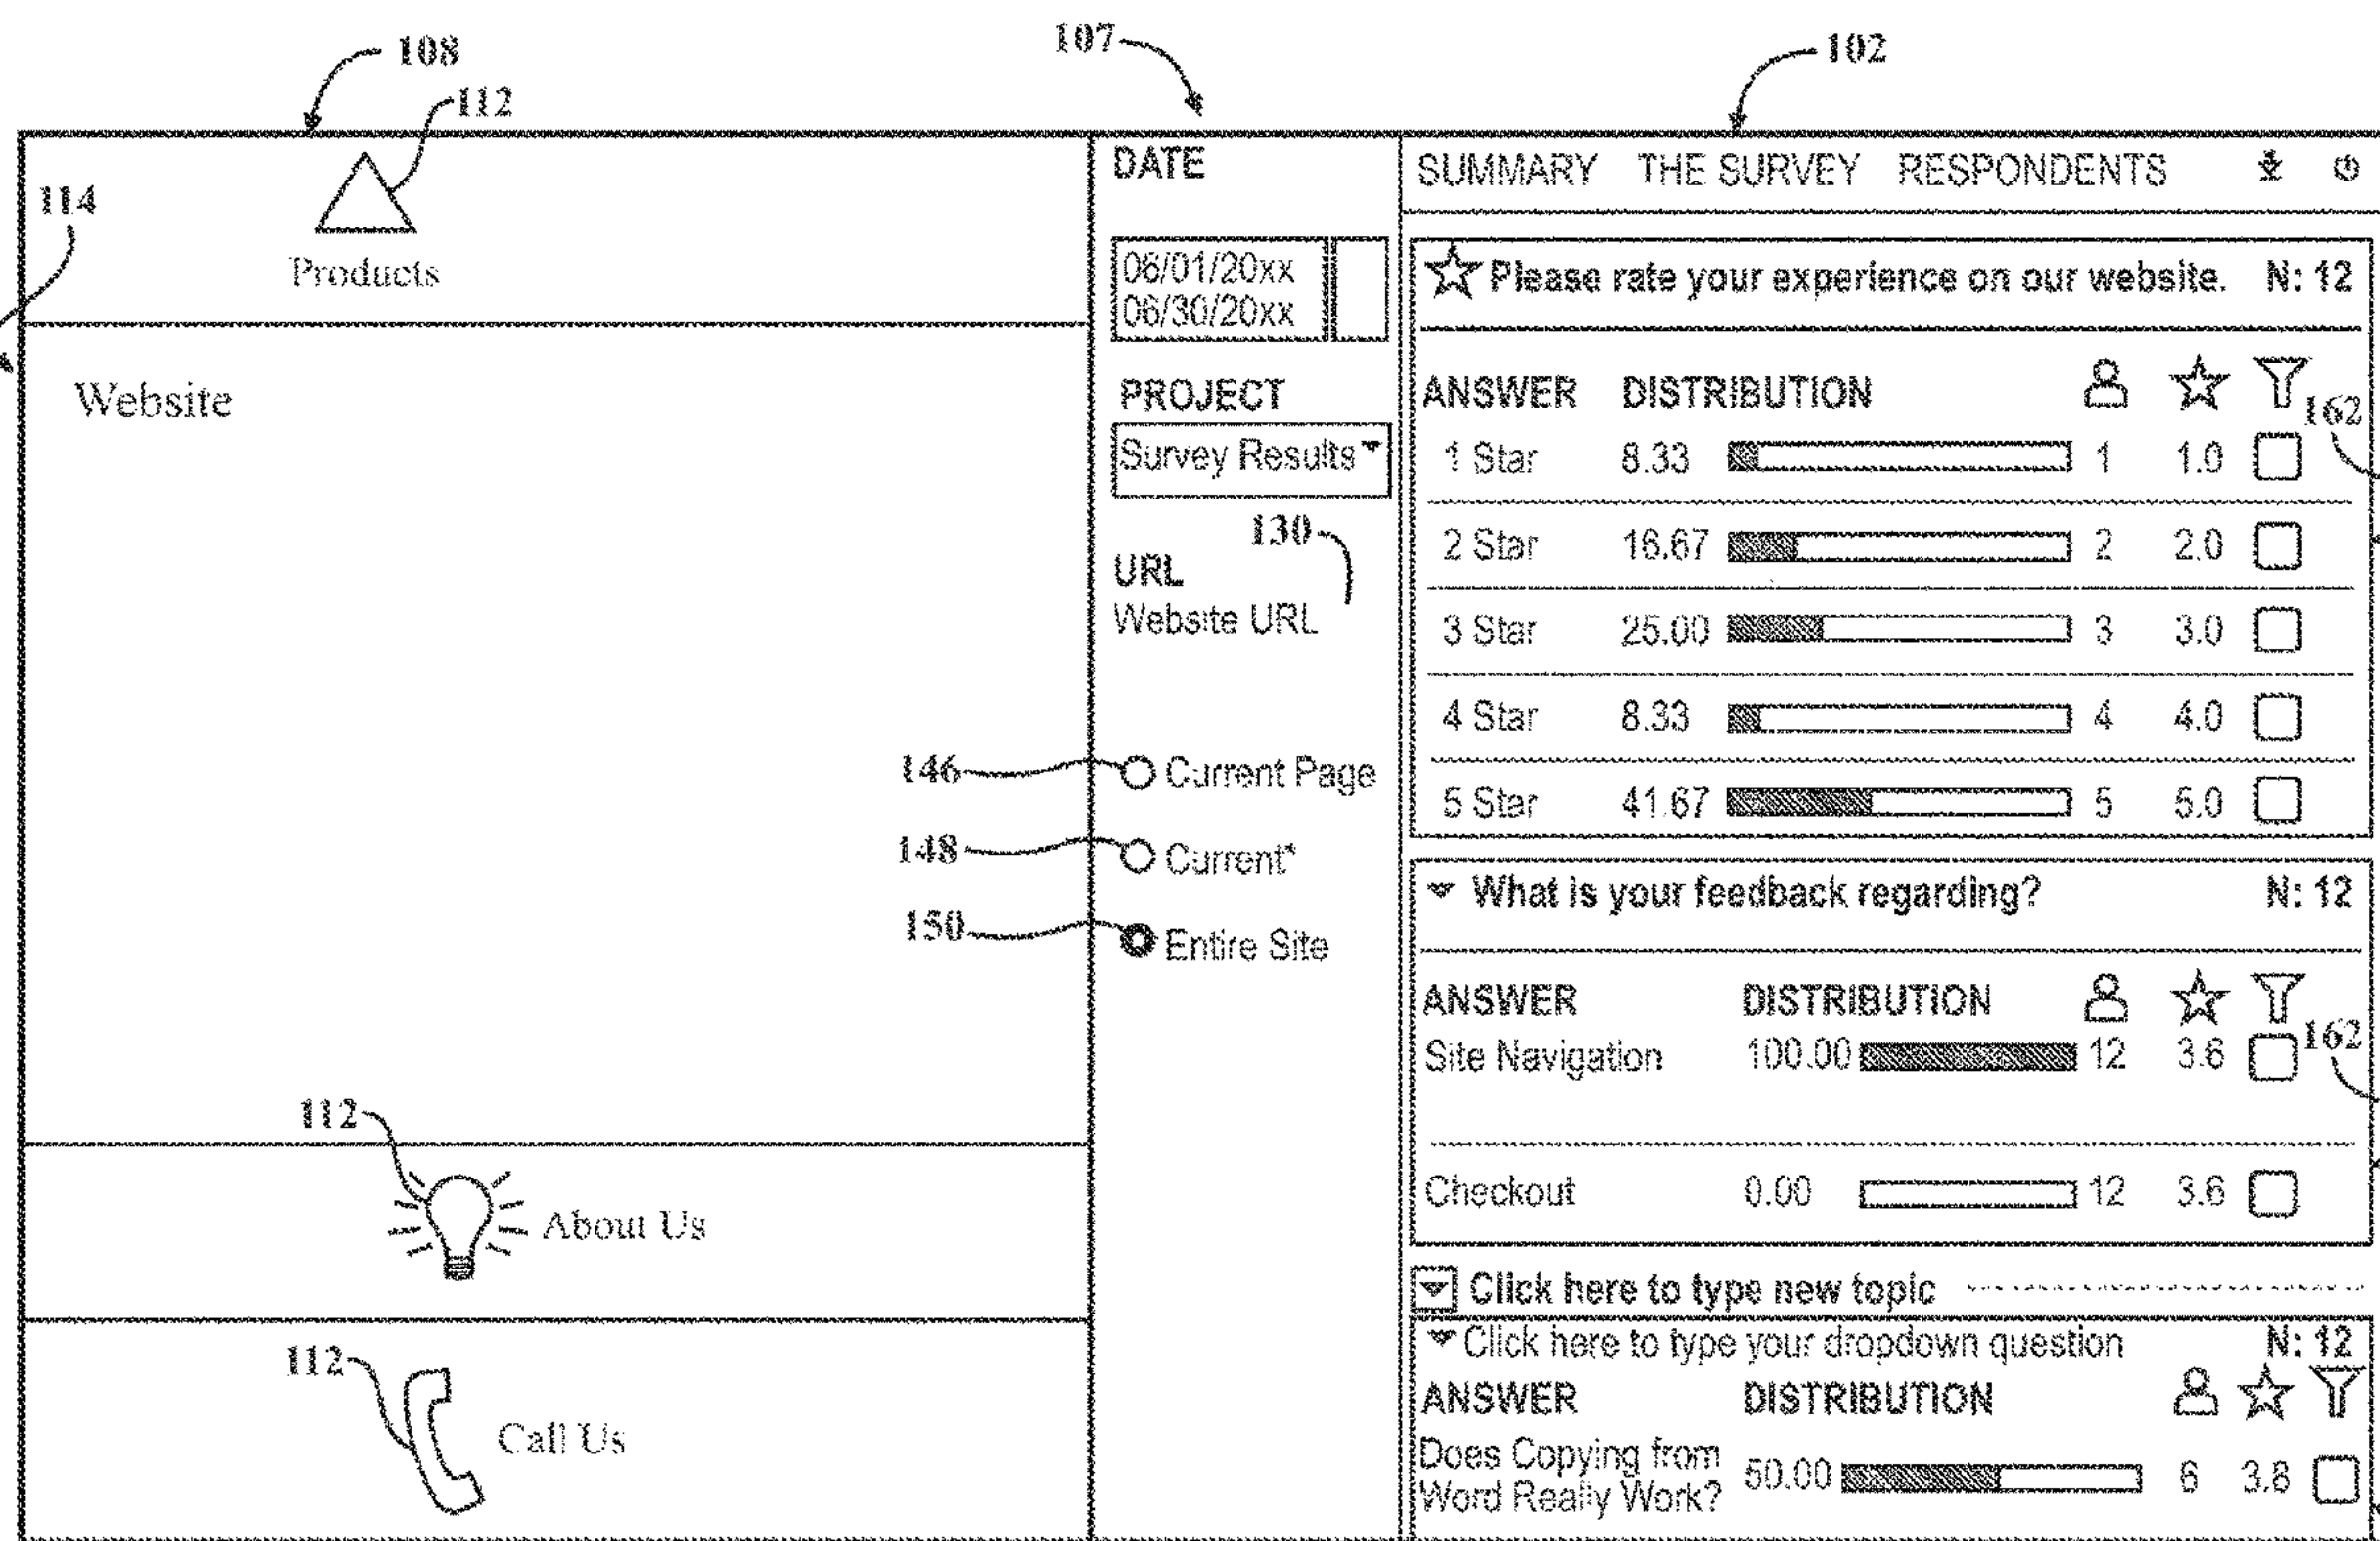 108
107
102
112
114
Products
Website
112
About Us
112
Call Us
DATE
06/01/20xx
06/30/20xx
PROJECT
Survey Results
130
URL
Website URL
146
Current Page
148
Current*
150
Entire Site
SUMMARY THE SURVEY RESPONDENTS
Please rate your experience on our website. N: 12
ANSWER DISTRIBUTION
162
1 Star 8.33 1 1.0
2 Star 16.67 2 2.0
3 Star 25.00 3 3.0
4 Star 8.33 4 4.0
5 Star 41.67 5 5.0
What is your feedback regarding? N: 12
ANSWER DISTRIBUTION
162
Site Navigation 100.00 12 3.6
Checkout 0.00 12 3.6
Click here to type new topic
Click here to type your dropdown question N: 12
ANSWER DISTRIBUTION
Does Copying from
Word Really Work? 50.00 6 3.8